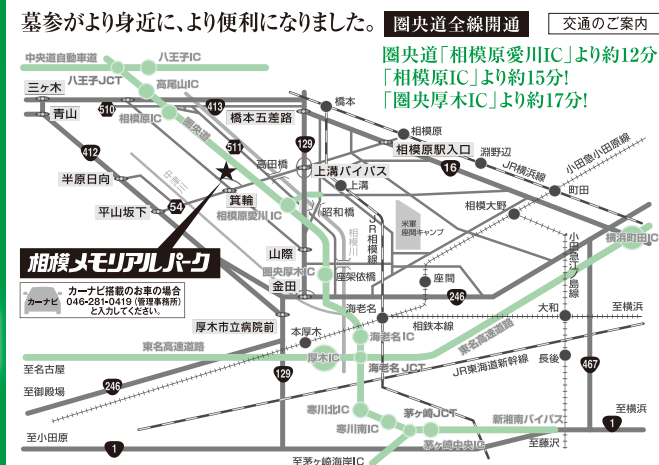 墓参がより身近に、より便利になりました。 圏央道全線開通 交通のご案内
圏央道「相模原愛川IC」より約12分
「相模原IC」より約15分!
「圏央厚木IC」より約17分!
中央道自動車道
八王子IC
八王子JCT
高尾山IC
三ヶ木
青山
510
413
相模原IC
圏央道
橋本五差路
橋本
相模原
相模原駅入口
淵野辺
JR横浜線
小田急小田原線
412
511
高田橋
129
上溝バイパス
上溝
16
町田
半原日向
三増峠
箕輪
54
平山坂下
相模原愛川IC
昭和橋
相模川
JR相模線
米軍
座間キャンプ
相模大野
小田急江ノ島線
横浜町田IC
山際
相模メモリアルパーク
圏央厚木IC
座架依橋
座間
カーナビ
カーナビ搭載のお車の場合
046-281-0419(管理事務所)
と入力してください。
金田
246
海老名
大和
至横浜
厚木市立病院前
本厚木
相鉄本線
東名高速道路
海老名IC
東名高速道路
厚木IC
海老名JCT
JR東海道新幹線
長後
至名古屋
246
129
467
至御殿場
寒川北IC
茅ヶ崎JCT
新湘南バイパス
至横浜
寒川南IC
1
至小田原
1
茅ヶ崎中央IC
至藤沢
至茅ヶ崎海岸IC